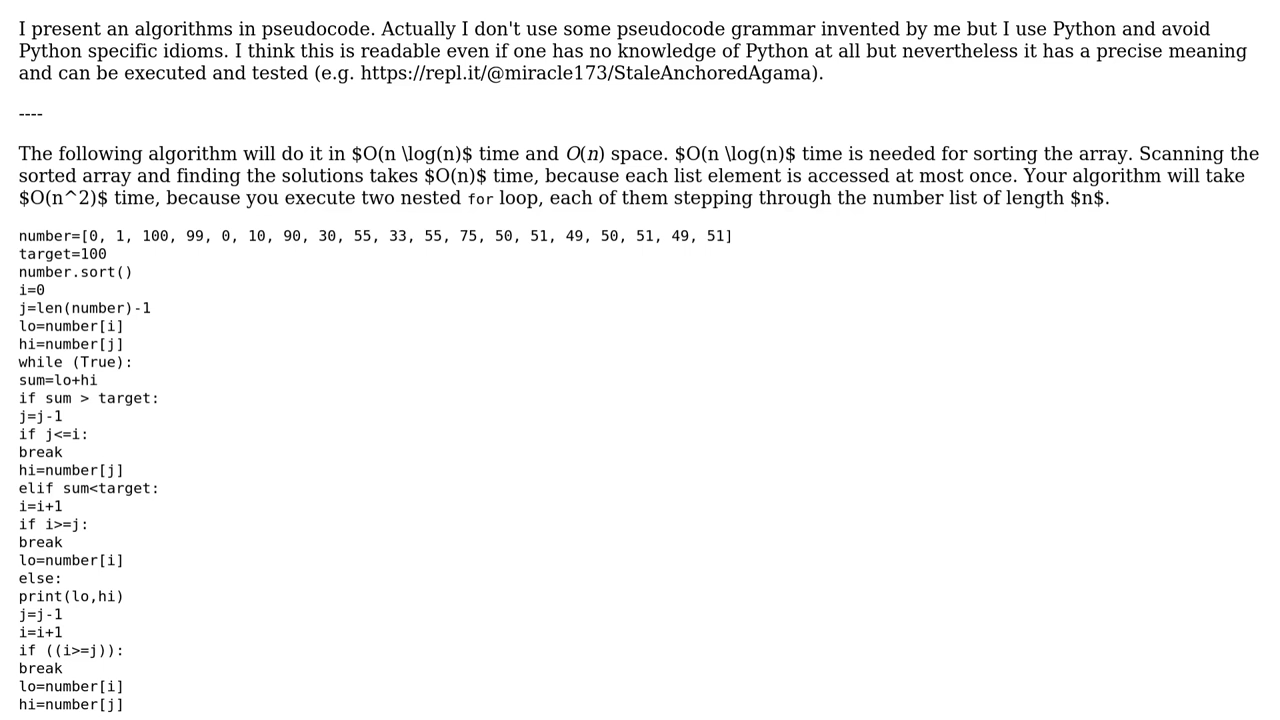 I present an algorithms in pseudocode. Actually I don't use some pseudocode grammar invented by me but I use Python and avoid
Python specific idioms. I think this is readable even if one has no knowledge of Python at all but nevertheless it has a precise meaning
and can be executed and tested (e.g. https://repl.it/@miracle173/StaleAnchoredAgama).
----
The following algorithm will do it in $O(n \log(n)$ time and O(n) space. $O(n \log(n)$ time is needed for sorting the array. Scanning the
sorted array and finding the solutions takes $O(n)$ time, because each list element is accessed at most once. Your algorithm will take
$O(n^2)$ time, because you execute two nested for loop, each of them stepping through the number list of length $n$.
number=[0, 1, 100, 99, 0, 10, 90, 30, 55, 33, 55, 75, 50, 51, 49, 50, 51, 49, 51]
target=100
number.sort()
i=0
j=len(number)-1
lo=number[i]
hi=number[j]
while (True):
sum=lo+hi
if sum > target:
j=j-1
if j<=i:
break
hi=number[j]
elif sum<target:
i=i+1
if i>=j:
break
lo=number[i]
else:
print(lo,hi)
j=j-1
i=i+1
if ((i>=j)):
break
lo=number[i]
hi=number[j]